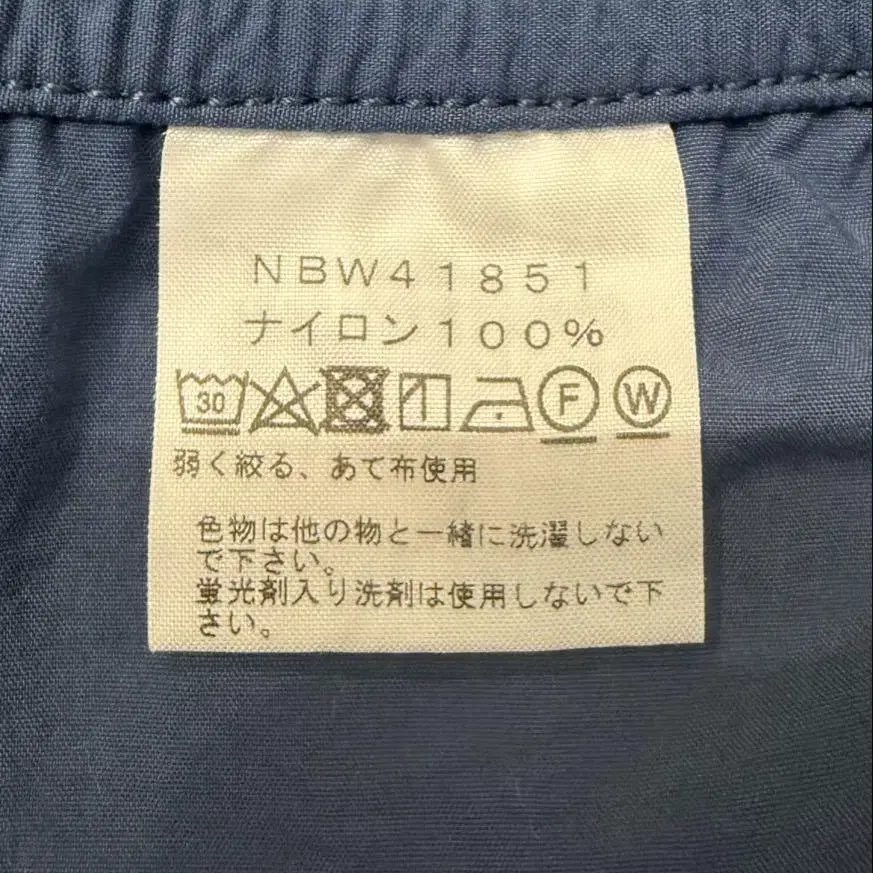 NBW41851
ナイロン100%
30 F W
弱く絞る、あて布使用
色物は他の物と一緒に洗濯しない
で下さい。
蛍光剤入り洗剤は使用しないで下
さい。